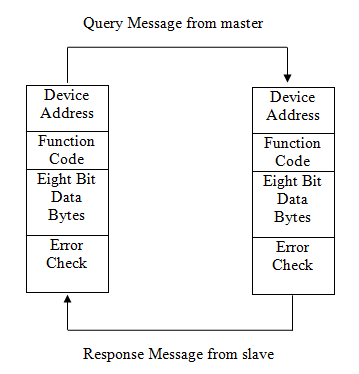 Query Message from master
Device
Address
Function
Code
Eight Bit
Data
Bytes
Error
Check
Device
Address
Function
Code
Eight Bit
Data
Bytes
Error
Check
Response Message from slave